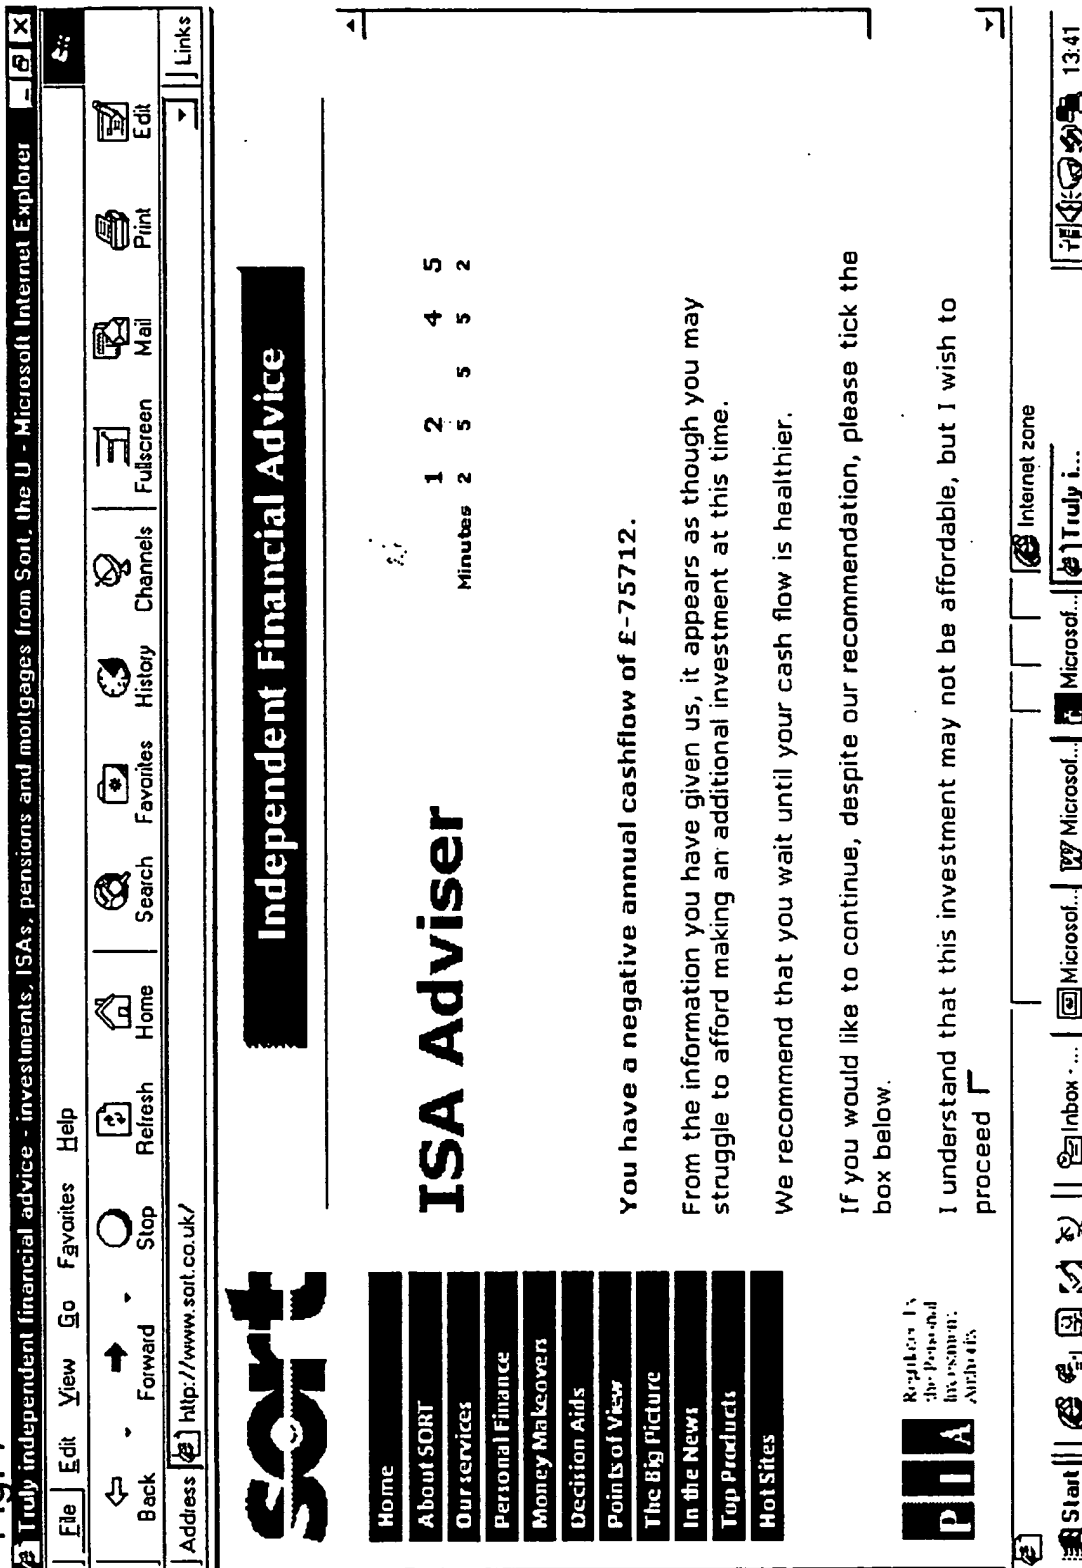 Truly independent financial advice - investments, ISAs, pensions and mortgages from Sort, the U - Microsoft Internet Explorer
File Edit View Go Favorites Help
Back Forward Stop Refresh Home Search Favorites History Channels Fullscreen Mail Print Edit
Address http://www.sort.co.uk/ Links
sort
Independent Financial Advice
Home
About SORT
Our services
Personal Finance
Money Makeovers
Decision Aids
Points of View
The Big Picture
In the News
Top Products
Hot Sites
PIA
Regulated by
the Personal
Investment
Authority
ISA Adviser
1 2 4 5
Minutes 2 5 5 5 2
You have a negative annual cashflow of £-75712.
From the information you have given us, it appears as though you may
struggle to afford making an additional investment at this time.
We recommend that you wait until your cash flow is healthier.
If you would like to continue, despite our recommendation, please tick the
box below.
I understand that this investment may not be affordable, but I wish to
proceed
Internet zone
Start Inbox - ... Microsof... Microsof... Microsof... Truly i... 13:41